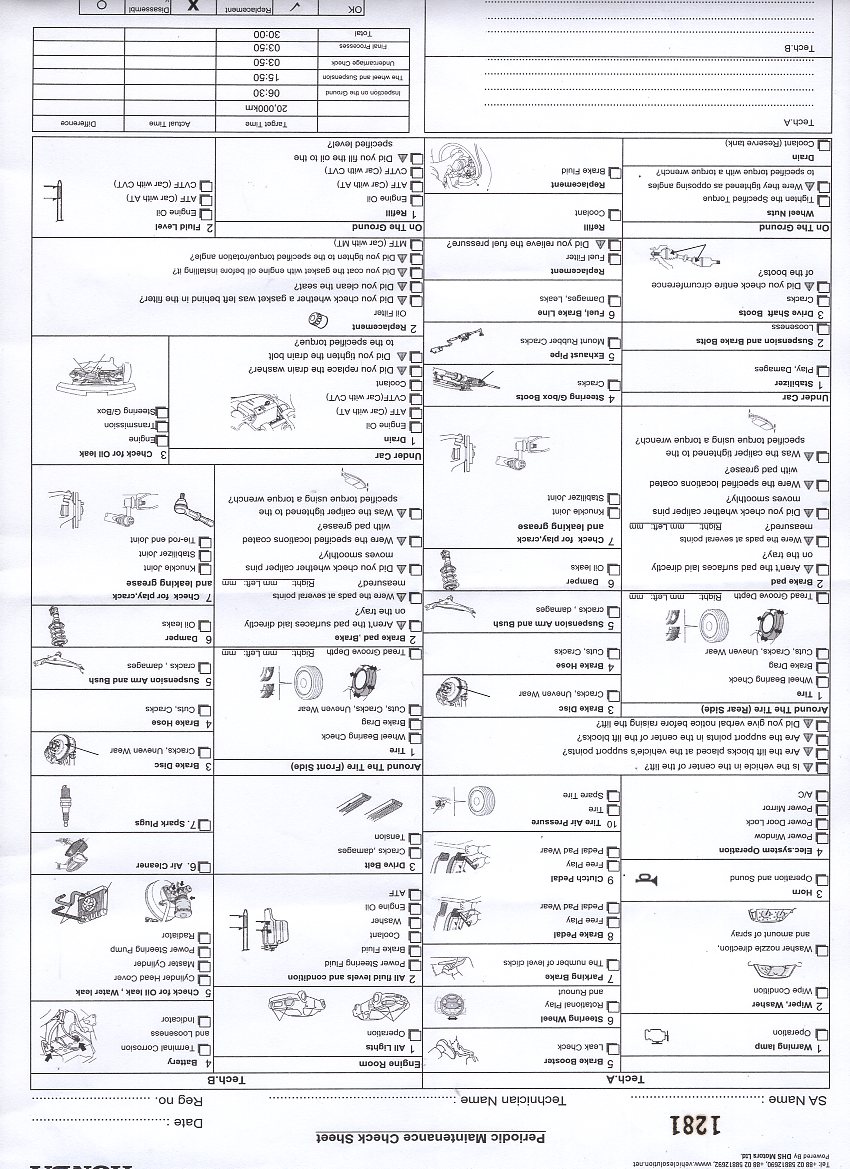 Tel: +88 02 58812690, +88 02 58812692, www.vehiclesolution.net
Powered By DHS Motors Ltd.
HONDA
Periodic Maintenance Check Sheet
1281
Date :
SA Name :
Technician Name :
Reg no.
Tech.A
1 Warning lamp
Operation
2 Wiper, Washer
Wipe Condition
Washer nozzle direction,
and amount of spray
3 Horn
Operation and Sound
4 Elec.system Operation
Power Window
Power Door Lock
Power Mirror
A/C
5 Brake Booster
Leak Check
6 Steering Wheel
Rotational Play
and Runout
7 Parking Brake
The number of level clicks
8 Brake Pedal
Free Play
Pedal Pad Wear
9 Clutch Pedal
Free Play
Pedal Pad Wear
10 Tire Air Pressure
Tire
Spare Tire
Is the vehicle in the center of the lift?
Are the lift blocks placed at the vehicle's support points?
Are the support points in the center of the lift blocks?
Did you give verbal notice before raising the lift?
Around The Tire (Rear Side)
1 Tire
Wheel Bearing Check
Brake Drag
Cuts, Cracks, Uneven Wear
Tread Groove Depth Right: mm Left: mm
2 Brake pad
Aren't the pad surfaces laid directly
on the tray?
Were the pads at several points
measured? Right: mm Left: mm
Did you check whether caliper pins
moves smoothly?
Were the specified locations coated
with pad grease?
Was the caliper tightened to the
specified torque using a torque wrench?
3 Brake Disc
Cracks, Uneven Wear
4 Brake Hose
Cuts, Cracks
5 Suspension Arm and Bush
cracks , damages
6 Damper
Oil leaks
7 Check for play,crack
and leaking grease
Knuckle Joint
Stabilizer Joint
Under Car
1 Stabilizer
Play, Damages
2 Suspension and Brake Bolts
Looseness
3 Drive Shaft Boots
Cracks
Did you check entire circumference
of the boots?
4 Steering G/box Boots
Cracks
5 Exhaust Pipe
Mount Rubber Cracks
6 Fuel, Brake Line
Damages, Leaks
Replacement
Fuel Filter
Did you relieve the fuel pressure?
On The Ground
Wheel Nuts
Tighten the Specified Torque
Were they tightened as opposing angles
to specified torque with a torque wrench?
Drain
Coolant (Reserve tank)
Refill
Coolant
Replacement
Brake Fluid
Tech.B
Engine Room
1 All Lights
Operation
2 All fluid levels and condition
Power Steering Fluid
Brake Fluid
Coolant
Washer
Engine Oil
ATF
3 Drive Belt
Cracks ,damages
Tension
4 Battery
Terminal Corrosion
and Looseness
Indicator
5 Check for Oil leak , Water leak
Cylinder Head Cover
Master Cylinder
Power Steering Pump
Radiator
6. Air Cleaner
7. Spark Plugs
Around The Tire (Front Side)
1 Tire
Wheel Bearing Check
Brake Drag
Cuts, Cracks, Uneven Wear
Tread Groove Depth Right: mm Left: mm
2 Brake pad ,Brake
Aren't the pad surfaces laid directly
on the tray?
Were the pads at several points
measured? Right: mm Left: mm
Did you check whether caliper pins
moves smoothly?
Were the specified locations coated
with pad grease?
Was the caliper tightened to the
specified torque using a torque wrench?
3 Brake Disc
Cracks, Uneven Wear
4 Brake Hose
Cuts, Cracks
5 Suspension Arm and Bush
cracks , damages
6 Damper
Oil leaks
7 Check for play,crack
and leaking grease
Knuckle Joint
Stabilizer Joint
Tie-rod end Joint
Under Car
1 Drain
Engine Oil
ATF (Car with AT)
CVTF(Car with CVT)
Coolant
Did you replace the drain washer?
Did you tighten the drain bolt
to the specified torque?
3 Check for Oil leak
Engine
Transmission
Steering G/Box
2 Replacement
Oil Filter
Did you check whether a gasket was left behind in the filter?
Did you clean the seat?
Did you coat the gasket with engine oil before installing it?
Did you tighten to the specified torque/rotation angle?
MTF (Car with MT)
On The Ground
1 Refill
Engine Oil
ATF (Car with AT)
CVTF (Car with CVT)
Did you fill the oil to the
specified level?
2 Fluid Level
Engine Oil
ATF (Car with AT)
CVTF (Car with CVT)
Tech.A
Tech.B
Target Time Actual Time Difference
20,000km
Inspection on the Ground 06:30
The wheel and Suspension 15:50
Undercarriage Check 03:50
Final Processes 03:50
Total 30:00
OK ✓ Replacement X Disassembl O